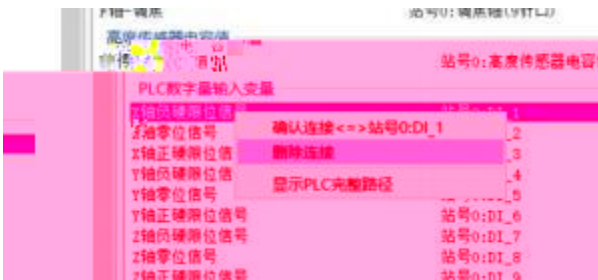 Y轴-调焦 站号0:调焦轴(9针口)
高度传感器电容值
站号0:高度传感器电容
PLC数字量输入变量
X轴负硬限位信号 站号0:DI_1
X轴零位信号 _2
X轴正硬限位信 _3
Y轴负硬限位信 _4
Y轴零位信号 _5
Y轴正硬限位信号 站号0:DI_6
Z轴负硬限位信号 站号0:DI_7
Z轴零位信号 站号0:DI_8
Z轴正硬限位信号 站号0:DI_9
确认连接<=>站号0:DI_1
删除连接
显示PLC完整路径